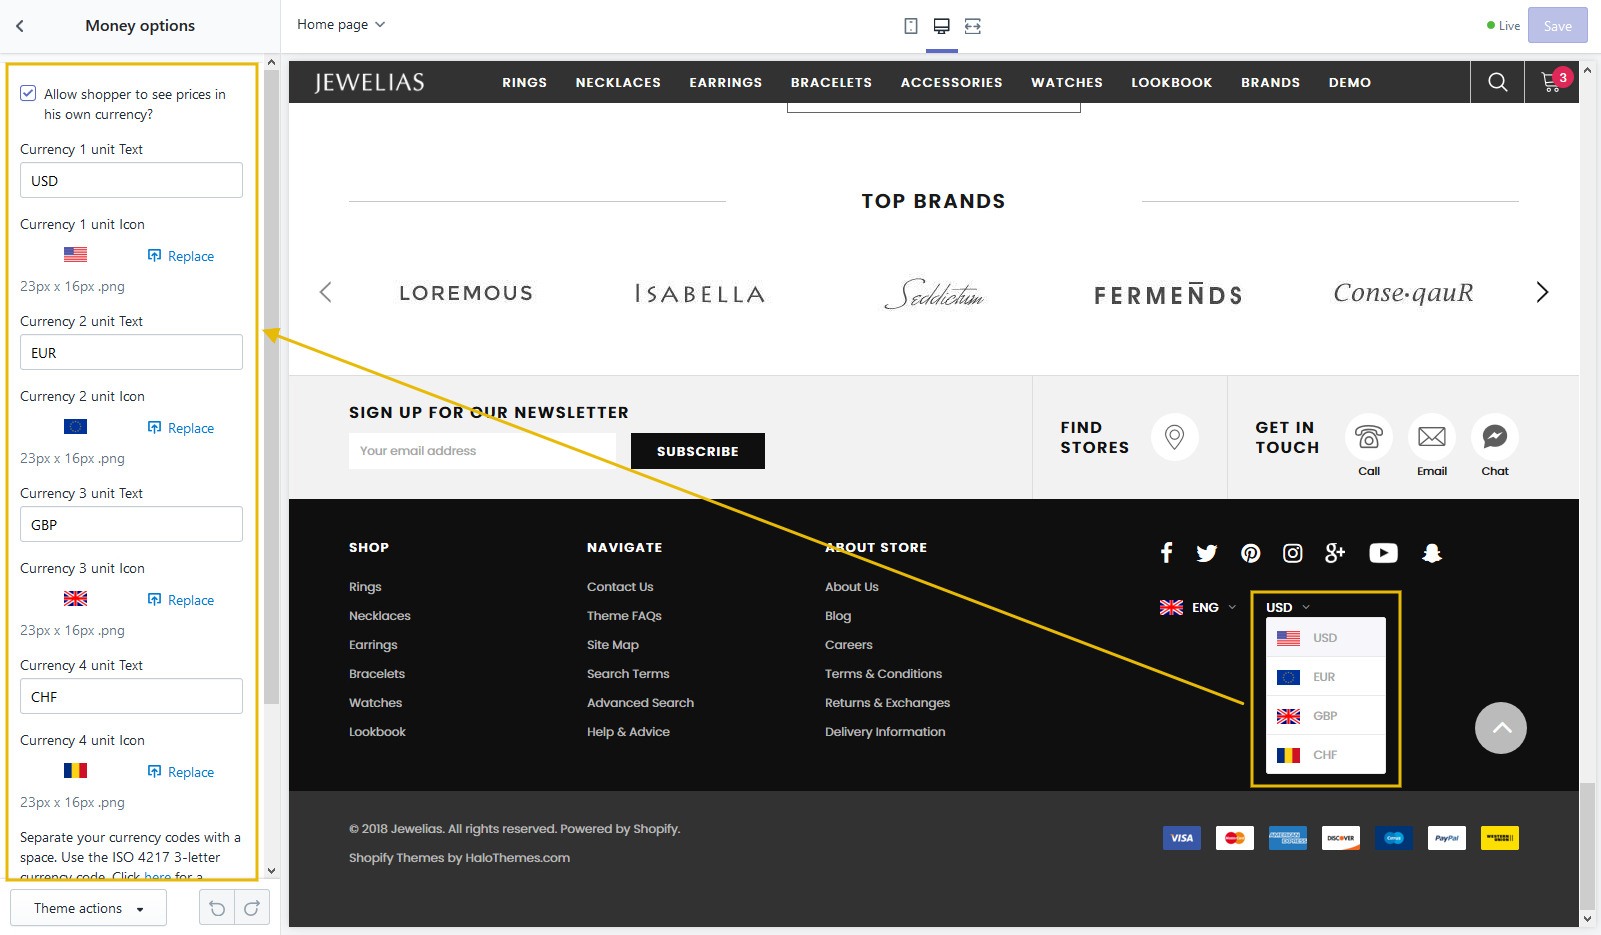 Money options
Home page
Live
Save
Allow shopper to see prices in
his own currency?
Currency 1 unit Text
USD
Currency 1 unit Icon
Replace
23px x 16px .png
Currency 2 unit Text
EUR
Currency 2 unit Icon
Replace
23px x 16px .png
Currency 3 unit Text
GBP
Currency 3 unit Icon
Replace
23px x 16px .png
Currency 4 unit Text
CHF
Currency 4 unit Icon
Replace
23px x 16px .png
Separate your currency codes with a
space. Use the ISO 4217 3-letter
currency code. Click here for a
Theme actions
JEWELIAS
RINGS NECKLACES EARRINGS BRACELETS ACCESSORIES WATCHES LOOKBOOK BRANDS DEMO
3
TOP BRANDS
LOREMOUS ISABELLA Seddictum FERMEÑDS Conse·qauR
SIGN UP FOR OUR NEWSLETTER
Your email address
SUBSCRIBE
FIND
STORES
GET IN
TOUCH
Call Email Chat
SHOP
Rings
Necklaces
Earrings
Bracelets
Watches
Lookbook
NAVIGATE
Contact Us
Theme FAQs
Site Map
Search Terms
Advanced Search
Help & Advice
ABOUT STORE
About Us
Blog
Careers
Terms & Conditions
Returns & Exchanges
Delivery Information
ENG USD
USD
EUR
GBP
CHF
© 2018 Jewelias. All rights reserved. Powered by Shopify.
Shopify Themes by HaloThemes.com
VISA MasterCard AMERICAN EXPRESS DISCOVER Cirrus PayPal WESTERN UNION